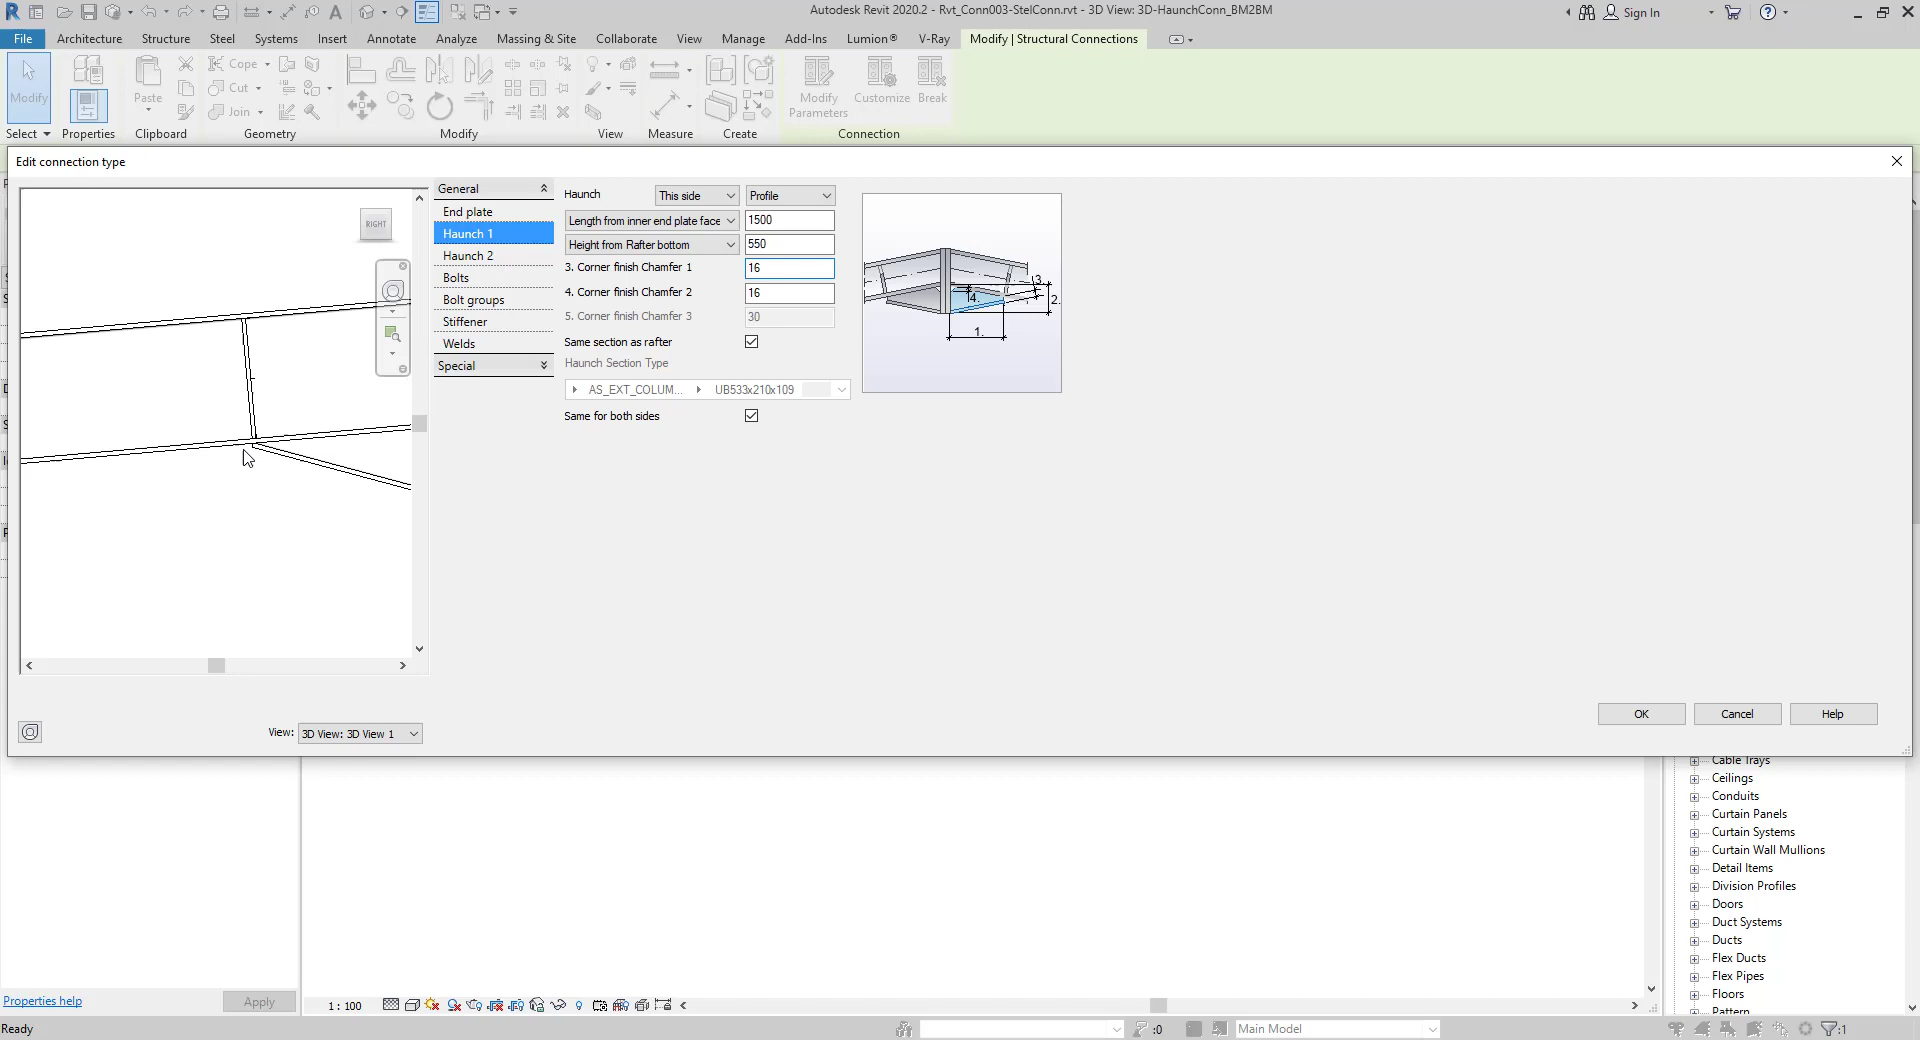 Autodesk Revit 2020.2 - Rvt_Conn003-StelConn.rvt - 3D View: 3D-HaunchConn_BM2BM
Sign In
File Architecture Structure Steel Systems Insert Annotate Analyze Massing & Site Collaborate View Manage Add-Ins Lumion® V-Ray Modify | Structural Connections
Modify
Paste
Cope
Cut
Join
Modify Parameters
Customize
Break
Select Properties Clipboard Geometry Modify View Measure Create Connection
Edit connection type
RIGHT
General
End plate
Haunch 1
Haunch 2
Bolts
Bolt groups
Stiffener
Welds
Special
Haunch This side Profile
Length from inner end plate face 1500
Height from Rafter bottom 550
3. Corner finish Chamfer 1 16
4. Corner finish Chamfer 2 16
5. Corner finish Chamfer 3 30
Same section as rafter
Haunch Section Type
AS_EXT_COLUM... UB533x210x109
Same for both sides
3.
4.
2.
1.
OK Cancel Help
View: 3D View: 3D View 1
Cable Trays
Ceilings
Conduits
Curtain Panels
Curtain Systems
Curtain Wall Mullions
Detail Items
Division Profiles
Doors
Duct Systems
Ducts
Flex Ducts
Flex Pipes
Floors
Pattern
Properties help Apply
1 : 100
Ready
:0
Main Model
:1